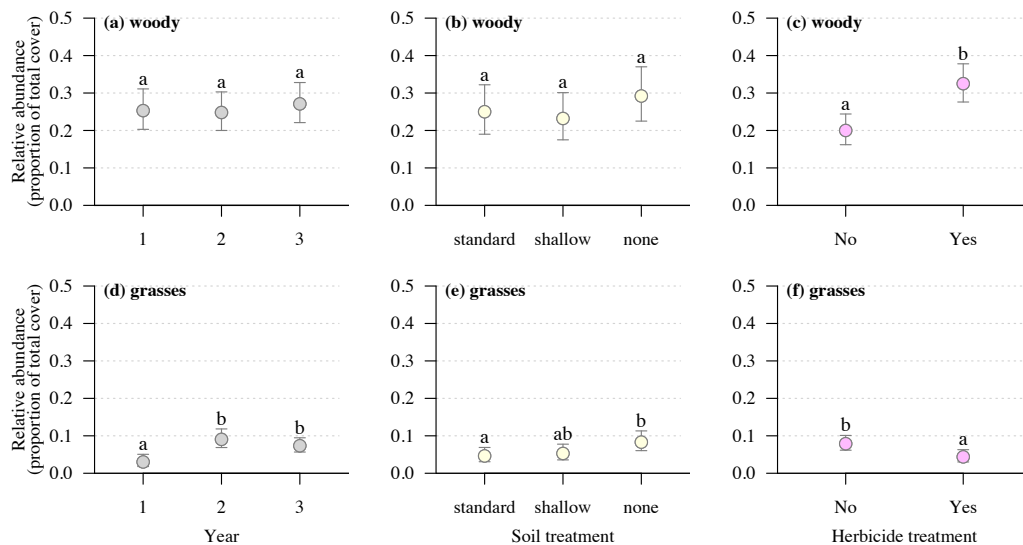 Relative abundance
(proportion of total cover)
(a) woody
0.5
0.4
0.3
0.2
0.1
0.0
a
a
a
1
2
3
(b) woody
0.5
0.4
0.3
0.2
0.1
0.0
a
a
a
standard
shallow
none
(c) woody
0.5
0.4
0.3
0.2
0.1
0.0
a
b
No
Yes
Relative abundance
(proportion of total cover)
(d) grasses
0.5
0.4
0.3
0.2
0.1
0.0
a
b
b
1
2
3
Year
(e) grasses
0.5
0.4
0.3
0.2
0.1
0.0
a
ab
b
standard
shallow
none
Soil treatment
(f) grasses
0.5
0.4
0.3
0.2
0.1
0.0
b
a
No
Yes
Herbicide treatment